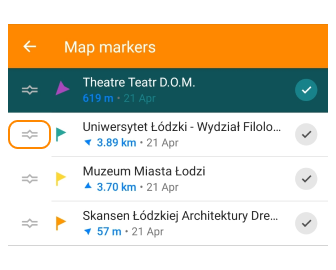 Map markers
Theatre Teatr D.O.M.
619 m • 21 Apr
Uniwersytet Łódzki - Wydział Filolo...
3.89 km • 21 Apr
Muzeum Miasta Łodzi
3.70 km • 21 Apr
Skansen Łódzkiej Architektury Dre...
57 m • 21 Apr